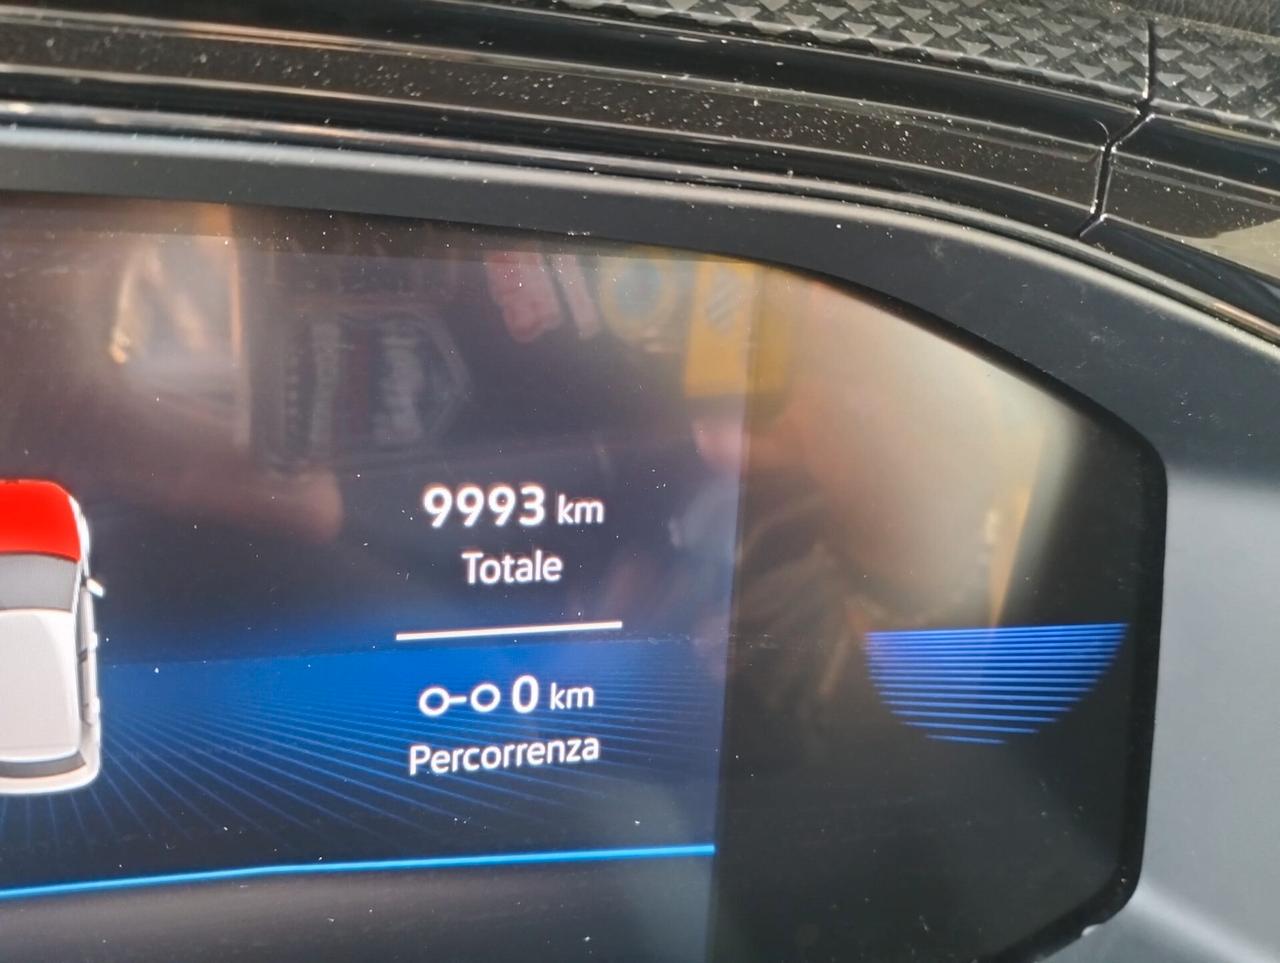 9993 km
Totale
0 km
Percorrenza